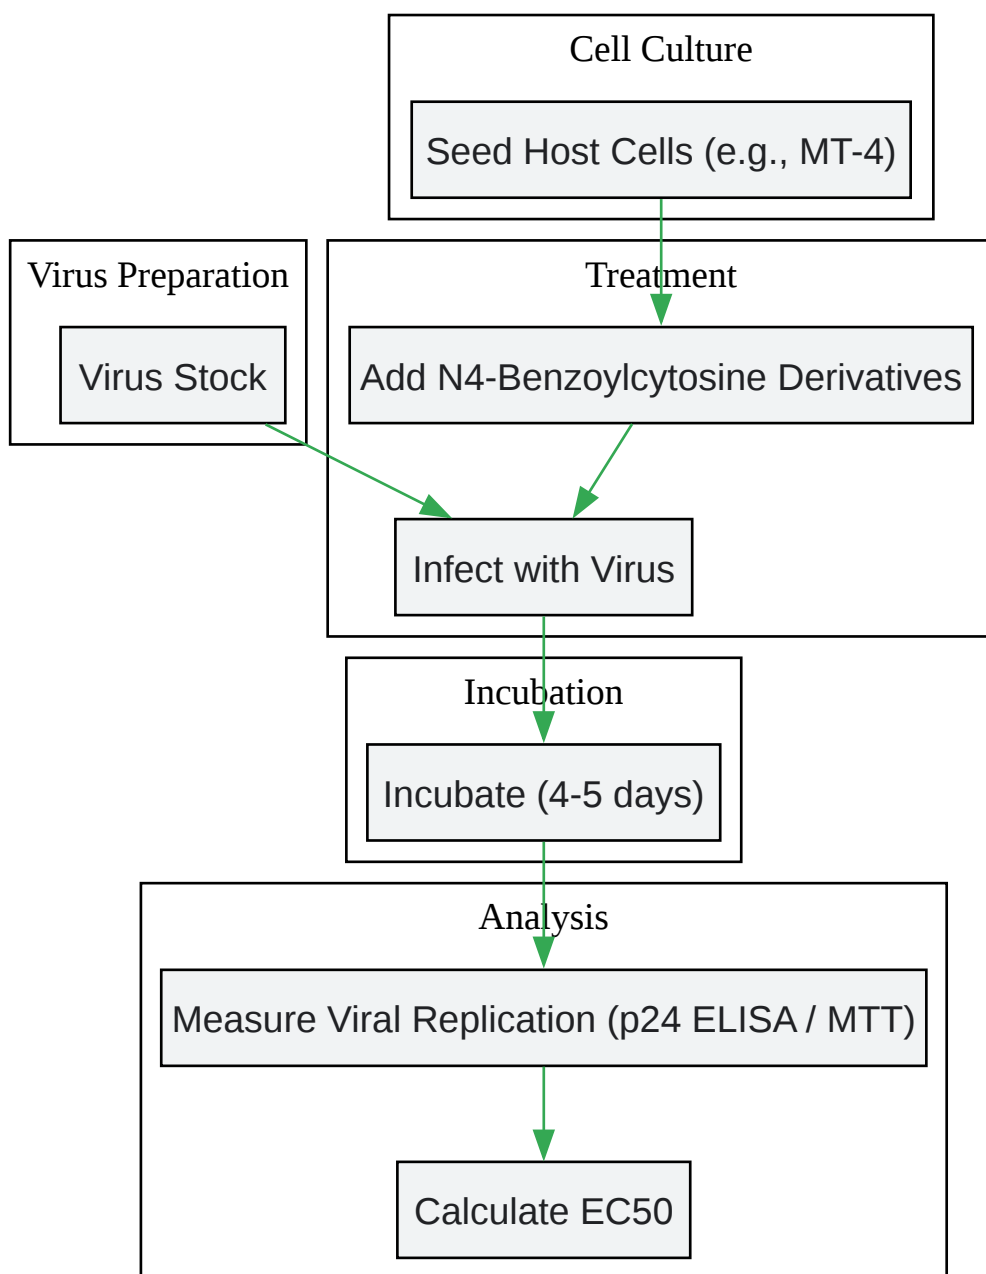 Cell Culture
Seed Host Cells (e.g., MT-4)
Virus Preparation
Treatment
Virus Stock
Add N4-Benzoylcytosine Derivatives
Infect with Virus
Incubation
Incubate (4-5 days)
Analysis
Measure Viral Replication (p24 ELISA / MTT)
Calculate EC50